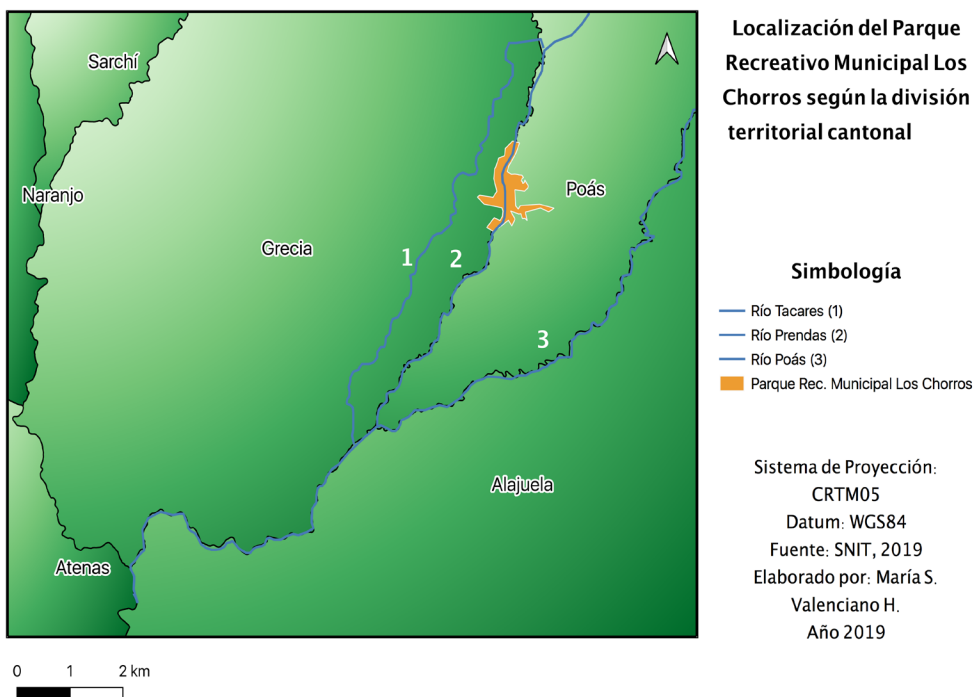 Localización del Parque
Recreativo Municipal Los
Chorros según la división
territorial cantonal
Sarchí
Naranjo
Grecia
Poás
1
2
3
Alajuela
Atenas
Simbología
Río Tacares (1)
Río Prendas (2)
Río Poás (3)
Parque Rec. Municipal Los Chorros
Sistema de Proyección:
CRTM05
Datum: WGS84
Fuente: SNIT, 2019
Elaborado por: María S.
Valenciano H.
Año 2019
0 1 2 km